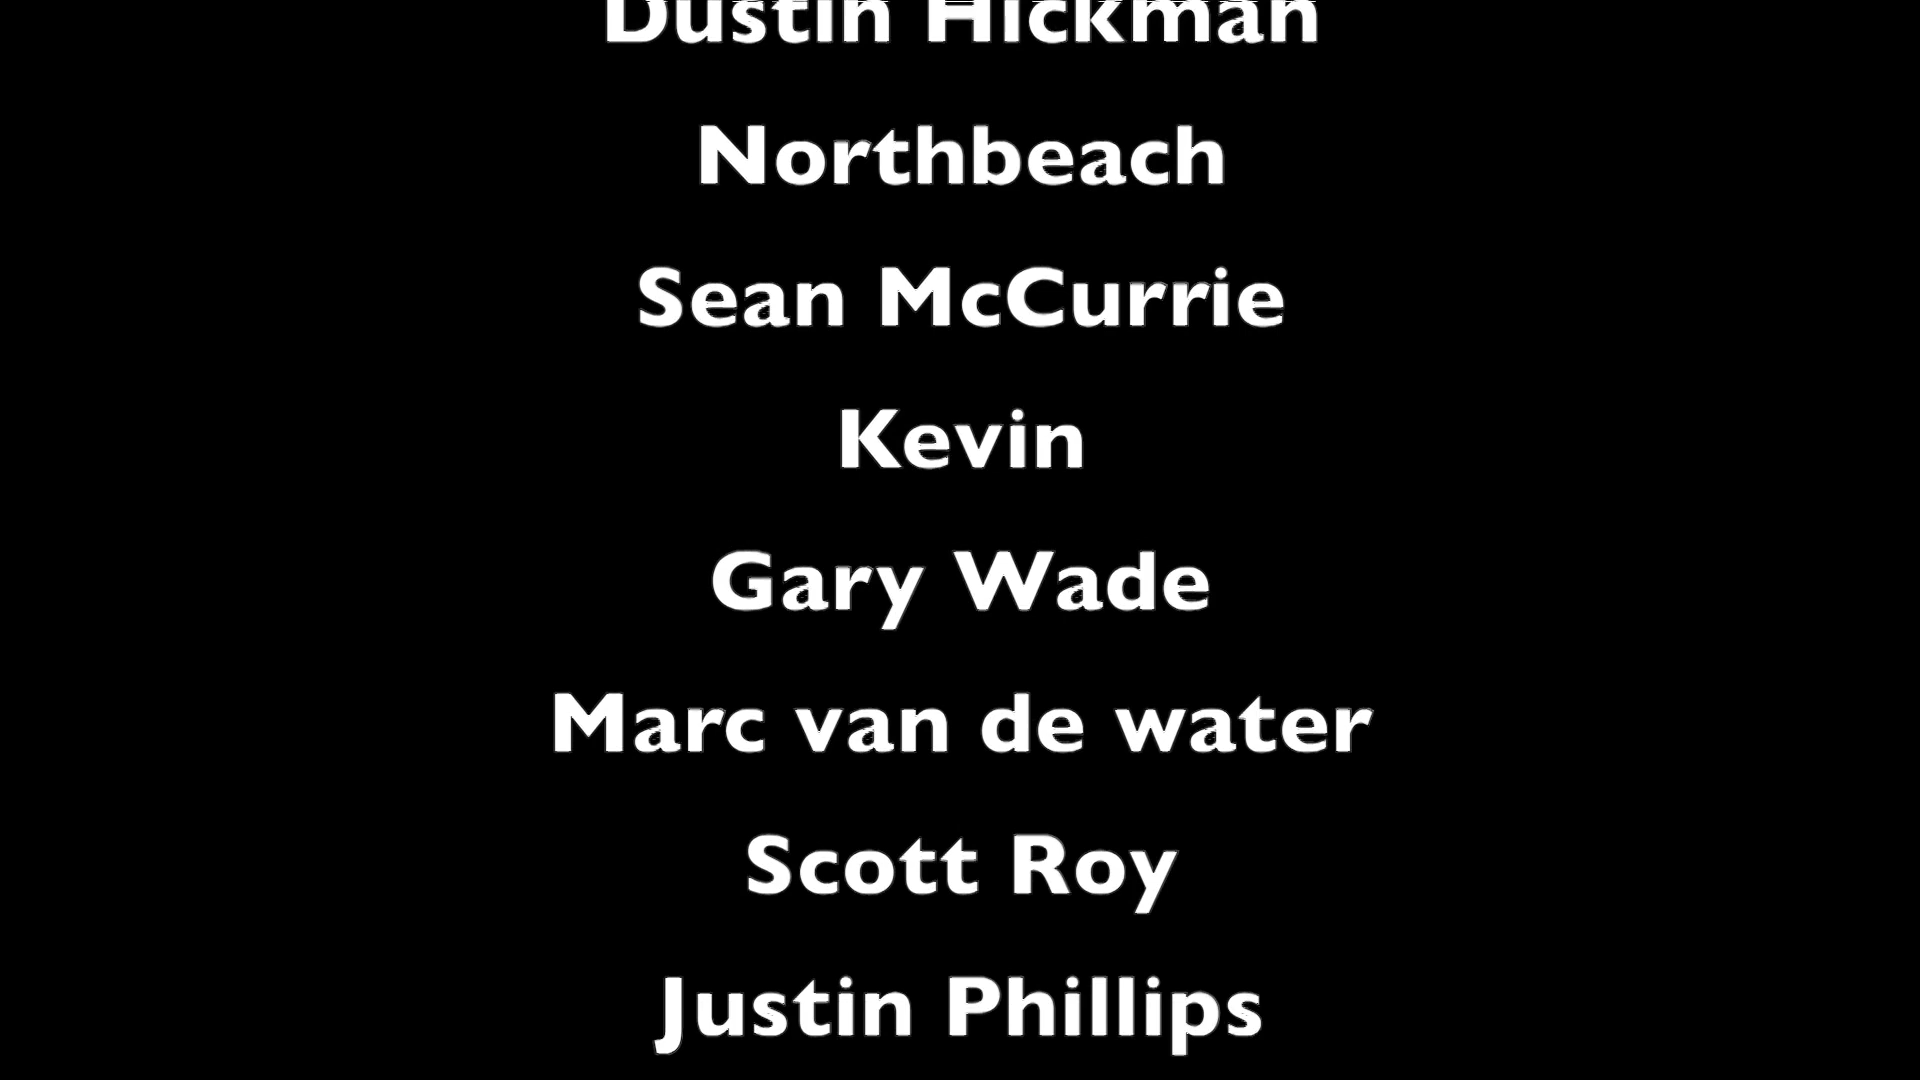 Dustin Hickman
Northbeach
Sean McCurrie
Kevin
Gary Wade
Marc van de water
Scott Roy
Justin Phillips